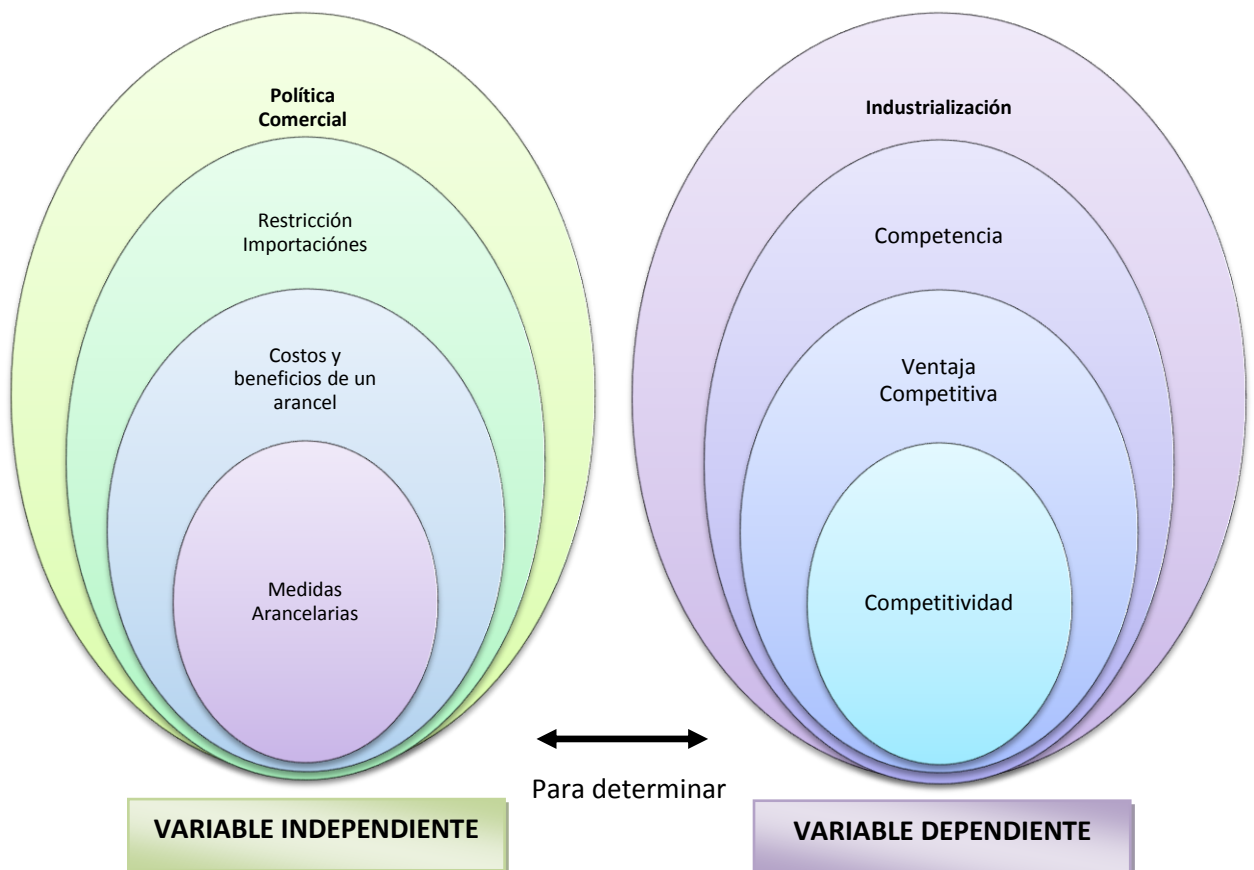 Política
Comercial
Restricción
Importaciónes
Costos y
beneficios de un
arancel
Medidas
Arancelarias
Industrialización
Competencia
Ventaja
Competitiva
Competitividad
Para determinar
VARIABLE INDEPENDIENTE
VARIABLE DEPENDIENTE